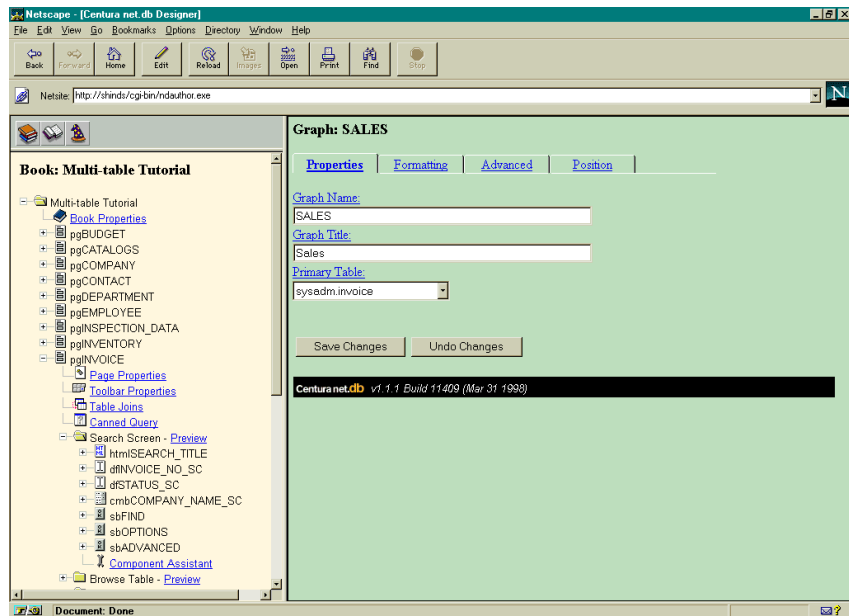 Netscape - [Centura net.db Designer]
File Edit View Go Bookmarks Options Directory Window Help
Back Forward Home Edit Reload Images Open Print Find Stop
Netsite: http://shinds/cgi-bin/ndauthor.exe
N
Book: Multi-table Tutorial
Multi-table Tutorial
Book Properties
pgBUDGET
pgCATALOGS
pgCOMPANY
pgCONTACT
pgDEPARTMENT
pgEMPLOYEE
pgINSPECTION_DATA
pgINVENTORY
pgINVOICE
Page Properties
Toolbar Properties
Table Joins
Canned Query
Search Screen - Preview
htmlSEARCH_TITLE
dfINVOICE_NO_SC
dfSTATUS_SC
cmbCOMPANY_NAME_SC
sbFIND
sbOPTIONS
sbADVANCED
Component Assistant
Browse Table - Preview
Graph: SALES
Properties Formatting Advanced Position
Graph Name:
SALES
Graph Title:
Sales
Primary Table:
sysadm.invoice
Save Changes Undo Changes
Centura net.db v1.1.1 Build 11409 (Mar 31 1998)
Document: Done